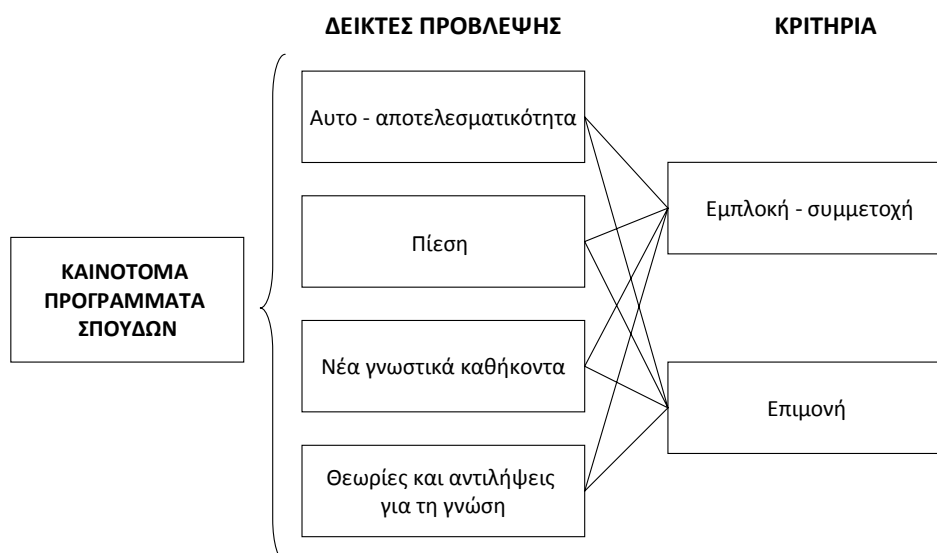 ΔΕΙΚΤΕΣ ΠΡΟΒΛΕΨΗΣ
ΚΡΙΤΗΡΙΑ
ΚΑΙΝΟΤΟΜΑ
ΠΡΟΓΡΑΜΜΑΤΑ
ΣΠΟΥΔΩΝ
Αυτο - αποτελεσματικότητα
Πίεση
Νέα γνωστικά καθήκοντα
Θεωρίες και αντιλήψεις
για τη γνώση
Εμπλοκή - συμμετοχή
Επιμονή